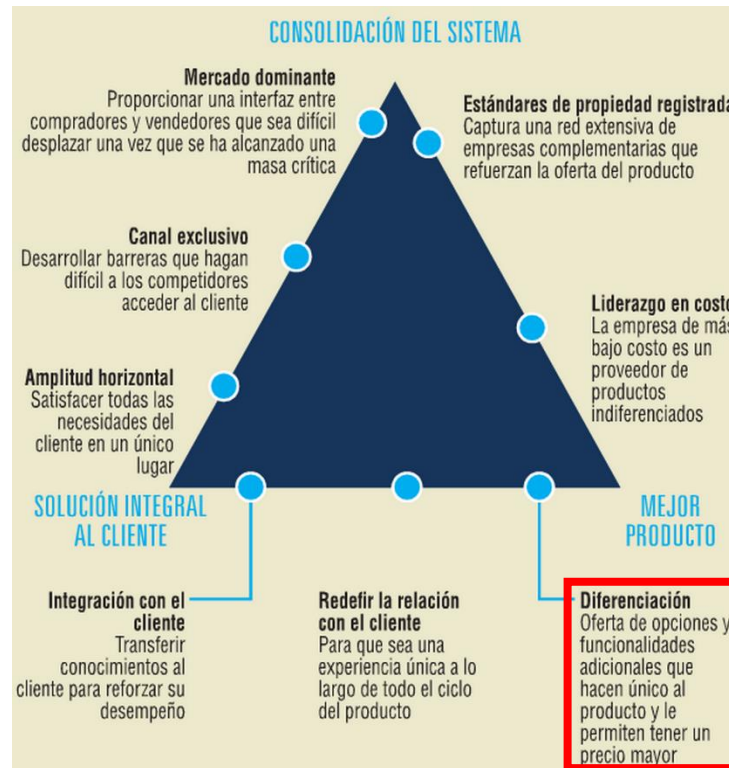 CONSOLIDACIÓN DEL SISTEMA
Mercado dominante
Proporcionar una interfaz entre
compradores y vendedores que sea difícil
desplazar una vez que se ha alcanzado una
masa crítica
Estándares de propiedad registrada
Captura una red extensiva de
empresas complementarias que
refuerzan la oferta del producto
Canal exclusivo
Desarrollar barreras que hagan
difícil a los competidores
acceder al cliente
Liderazgo en costo
La empresa de más
bajo costo es un
proveedor de
productos
indiferenciados
Amplitud horizontal
Satisfacer todas las
necesidades del
cliente en un único
lugar
SOLUCIÓN INTEGRAL
AL CLIENTE
MEJOR
PRODUCTO
Integración con el
cliente
Transferir
conocimientos al
cliente para reforzar su
desempeño
Redefir la relación
con el cliente
Para que sea una
experiencia única a lo
largo de todo el ciclo
del producto
Diferenciación
Oferta de opciones y
funcionalidades
adicionales que
hacen único al
producto y le
permiten tener un
precio mayor